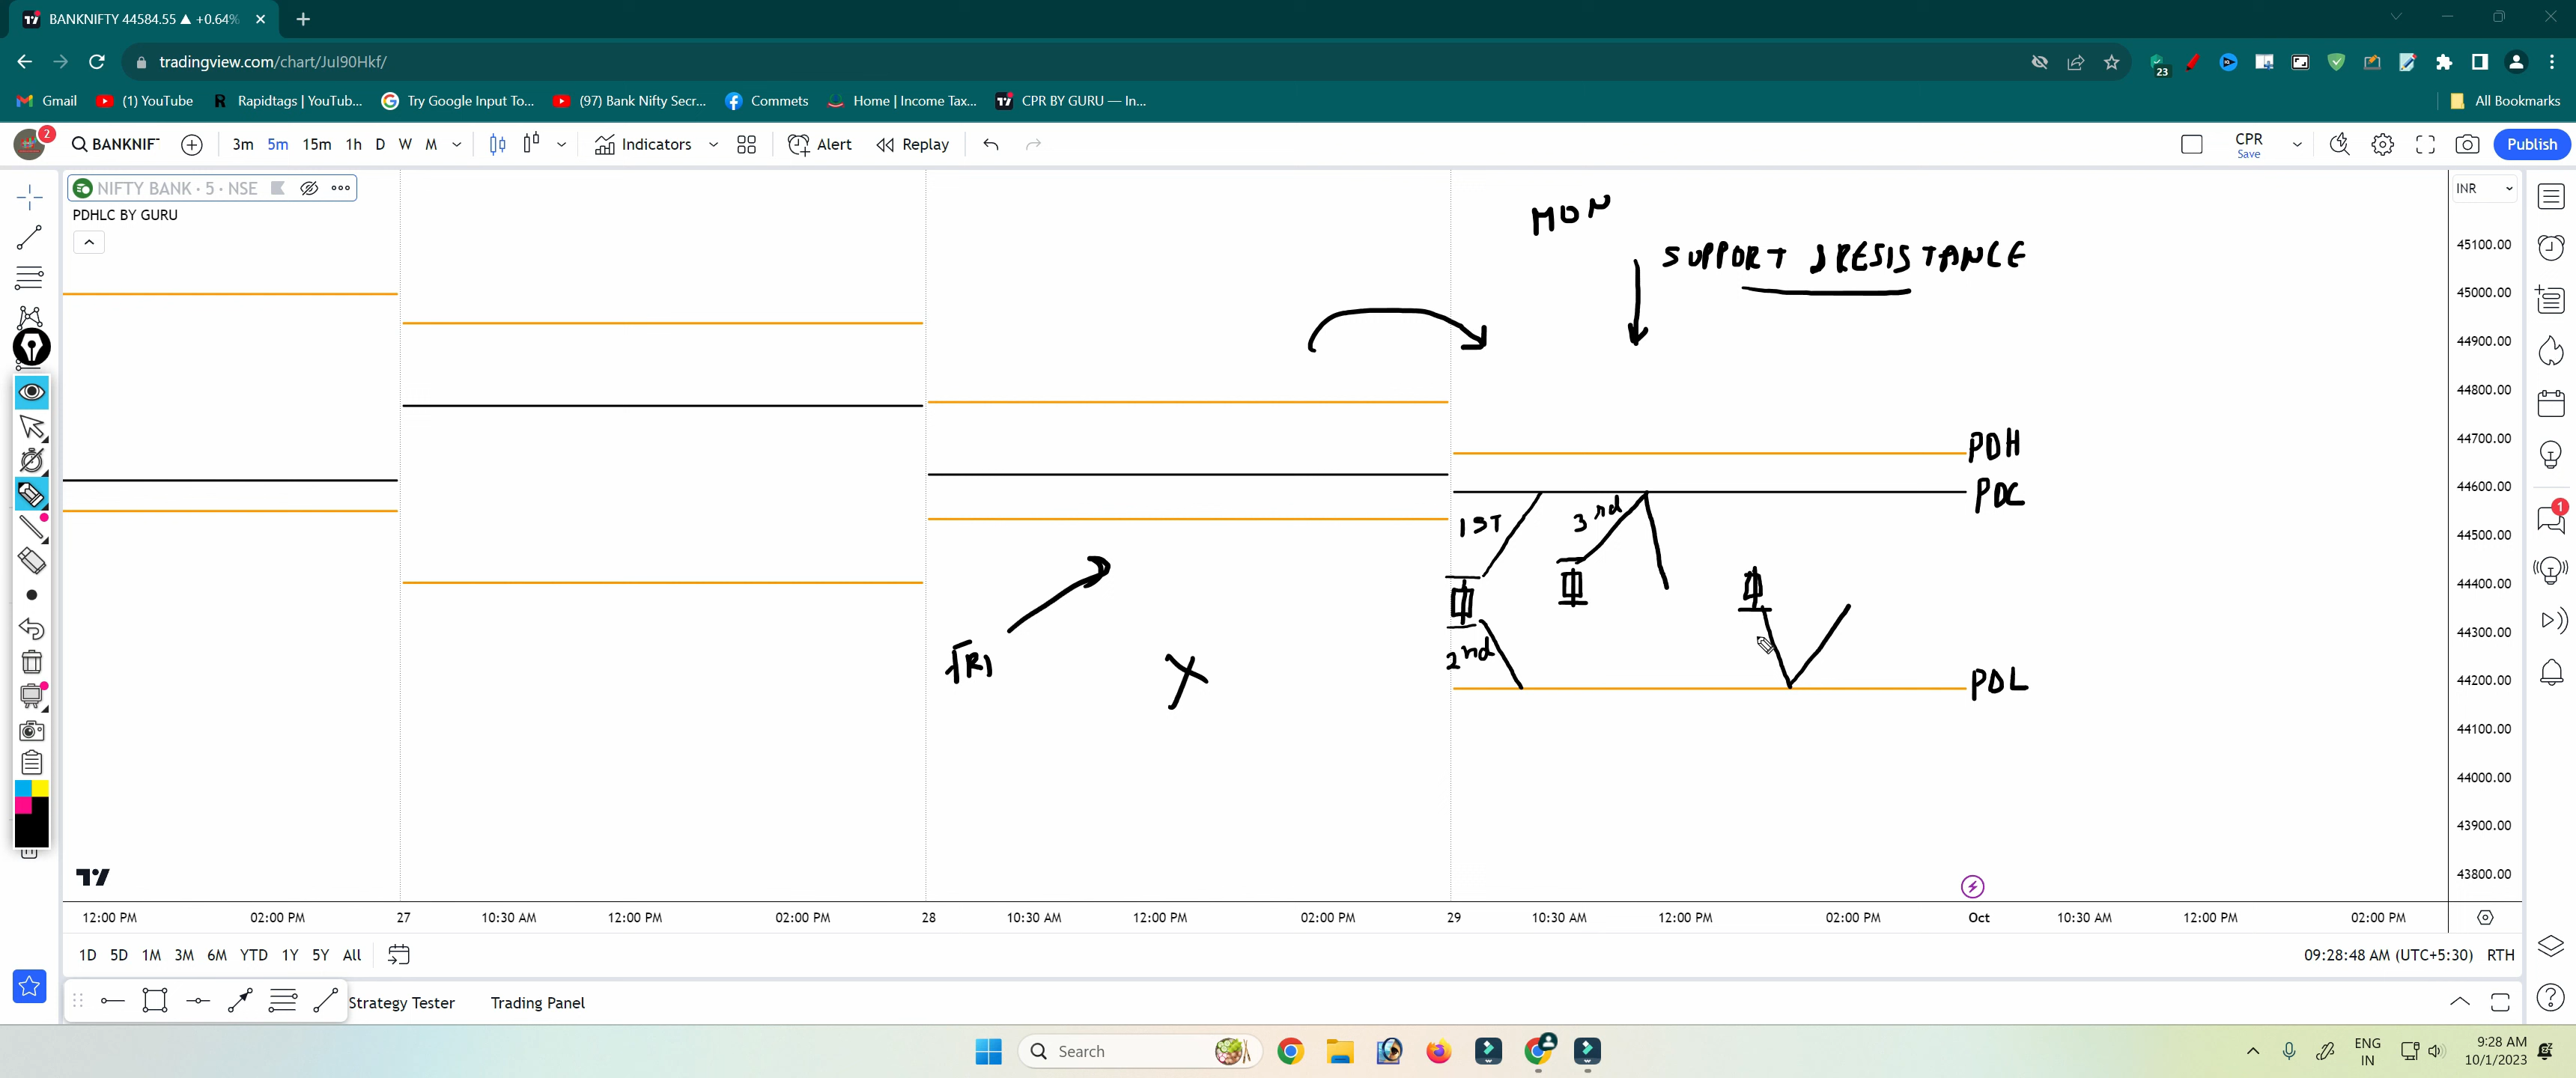 BANKNIFTY 44584.55 ▲ +0.64%
tradingview.com/chart/Jul90Hkf/
23
Gmail
(1) YouTube
Rapidtags | YouTub...
Try Google Input To...
(97) Bank Nifty Secr...
Commets
Home | Income Tax...
CPR BY GURU — In...
All Bookmarks
2
BANKNIF
3m 5m 15m 1h D W M
Indicators
Alert
Replay
CPR
Save
Publish
NIFTY BANK · 5 · NSE
PDHLC BY GURU
INR
MON
SUPPORT & RESISTANCE
45100.00
45000.00
44900.00
44800.00
44700.00
44600.00
44500.00
44400.00
44300.00
44200.00
44100.00
44000.00
43900.00
43800.00
PDH
PDC
1ST
3rd
2nd
FRI
PDL
1
12:00 PM 02:00 PM 27 10:30 AM 12:00 PM 02:00 PM 28 10:30 AM 12:00 PM 02:00 PM 29 10:30 AM 12:00 PM 02:00 PM Oct 10:30 AM 12:00 PM 02:00 PM
1D 5D 1M 3M 6M YTD 1Y 5Y All
09:28:48 AM (UTC+5:30) RTH
Strategy Tester
Trading Panel
Search
ENG
IN
9:28 AM
10/1/2023